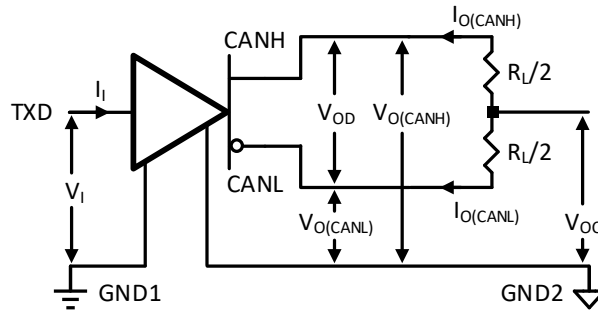 I_O(CANH)
CANH
R_L/2
TXD
I_I
V_OD
V_O(CANH)
R_L/2
V_I
CANL
V_O(CANL)
I_O(CANL)
V_OC
GND1
GND2